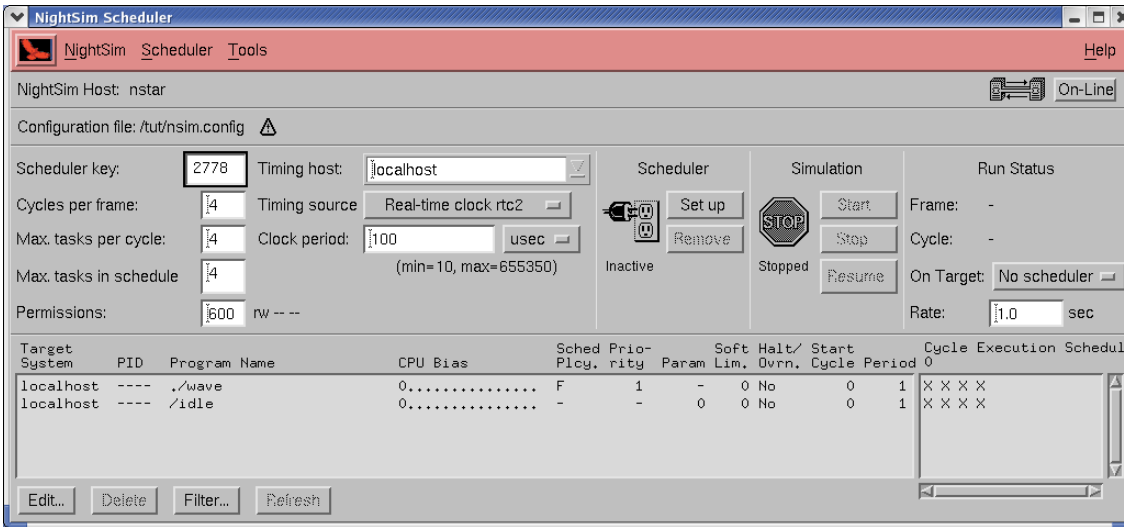 NightSim Scheduler
NightSim Scheduler Tools Help
NightSim Host: nstar On-Line
Configuration file: /tut/nsim.config
Scheduler key: 2778 Timing host: localhost Scheduler Simulation Run Status
Cycles per frame: 4 Timing source Real-time clock rtc2 Set up STOP Start Frame: -
Max. tasks per cycle: 4 Clock period: 100 usec Remove Stop Cycle: -
(min=10, max=655350) Inactive Stopped
Max. tasks in schedule 4 Resume On Target: No scheduler
Permissions: 600 rw -- -- Rate: 1.0 sec
Target Sched Prio- Soft Halt/ Start Cycle Execution Schedul
System PID Program Name CPU Bias Plcy. rity Param Lim. Ovrn. Cycle Period 0
localhost ---- ./wave 0............... F 1 - 0 No 0 1 X X X X
localhost ---- /idle 0............... - - 0 0 No 0 1 X X X X
Edit... Delete Filter... Refresh